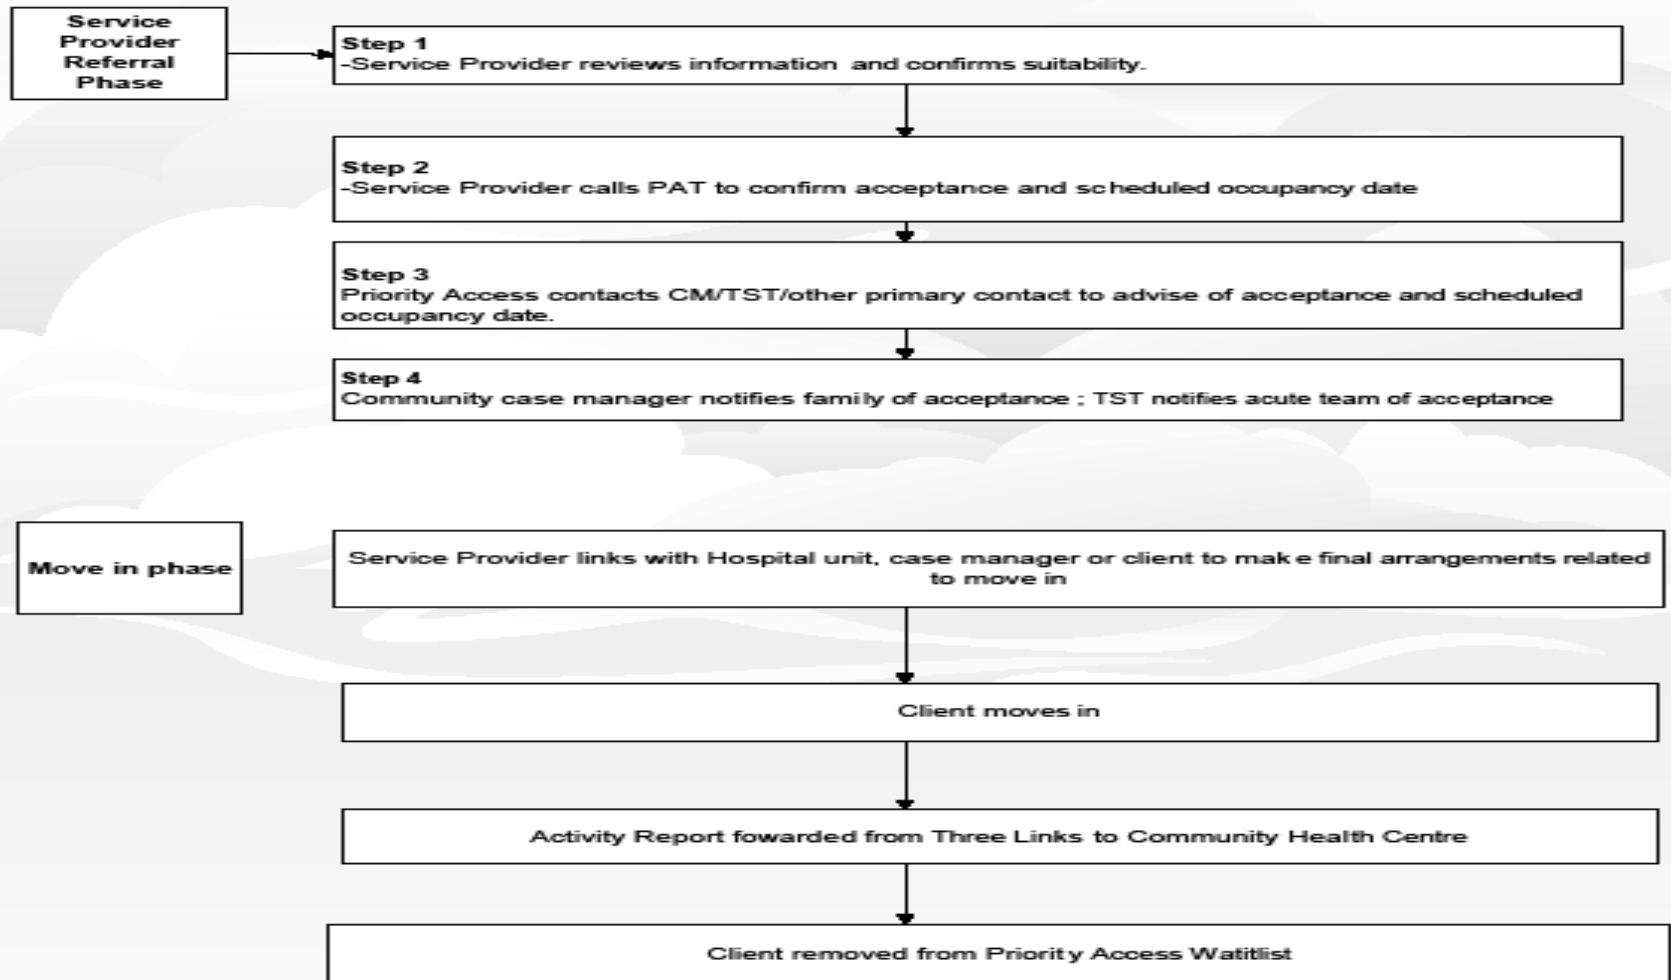 Service
Provider
Referral
Phase
Step 1
-Service Provider reviews information and confirms suitability.
Step 2
-Service Provider calls PAT to confirm acceptance and scheduled occupancy date
Step 3
Priority Access contacts CM/TST/other primary contact to advise of acceptance and scheduled
occupancy date.
Step 4
Community case manager notifies family of acceptance ; TST notifies acute team of acceptance
Move in phase
Service Provider links with Hospital unit, case manager or client to make final arrangements related
to move in
Client moves in
Activity Report fowarded from Three Links to Community Health Centre
Client removed from Priority Access Watitlist